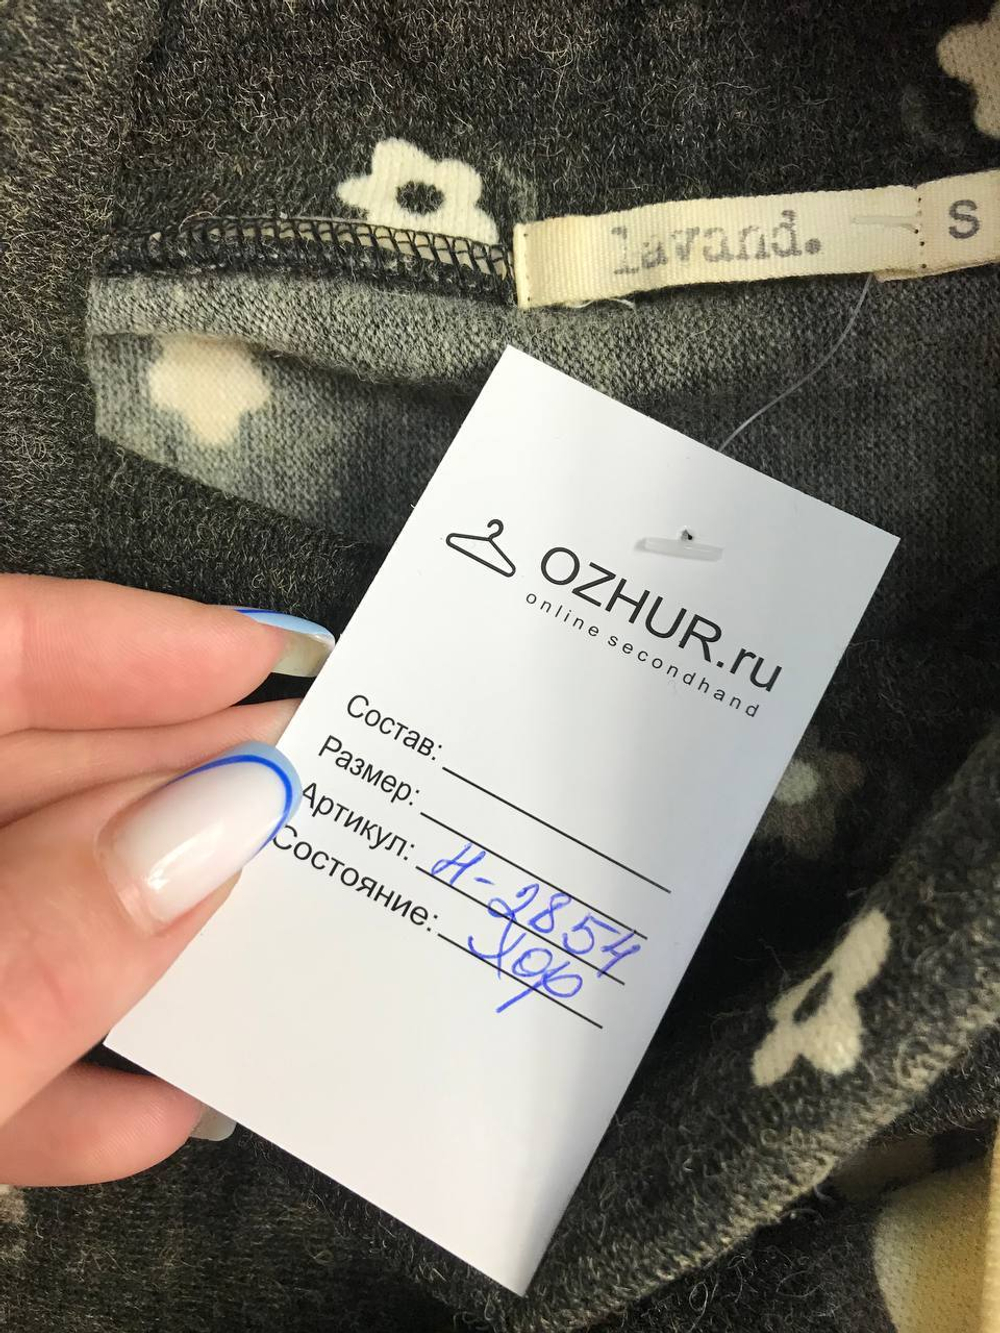 lavand.
S
OZHUR.ru
online secondhand
Состав:
Размер:
Артикул: Н-2854
Состояние: Хор